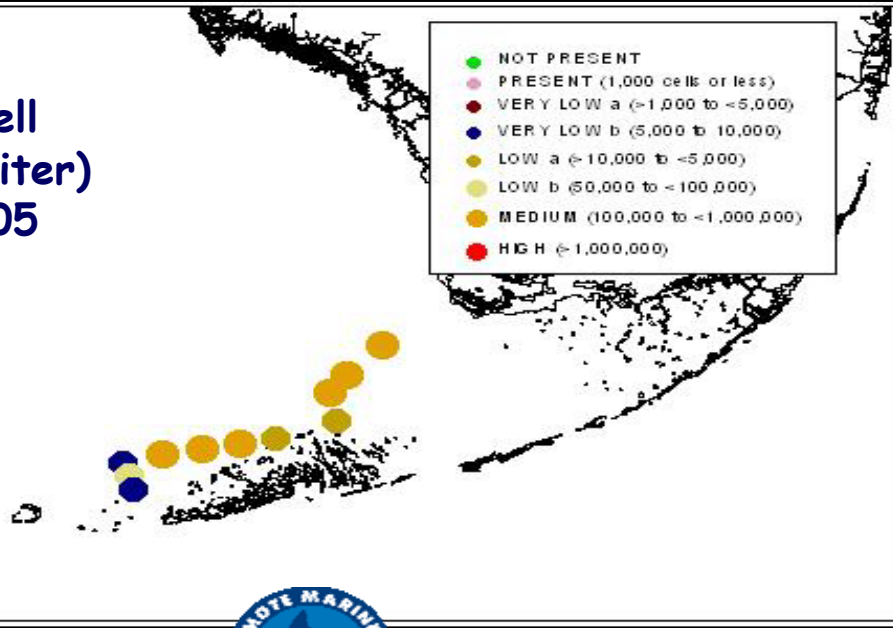 ell
iter)
05
NOT PRESENT
PRESENT (1,000 cells or less)
VERY LOW a (>1,000 to <5,000)
VERY LOW b (5,000 to 10,000)
LOW a (>10,000 to <5,000)
LOW b (50,000 to <100,000)
MEDIUM (100,000 to <1,000,000)
HIGH (>1,000,000)
MOTE MARIN